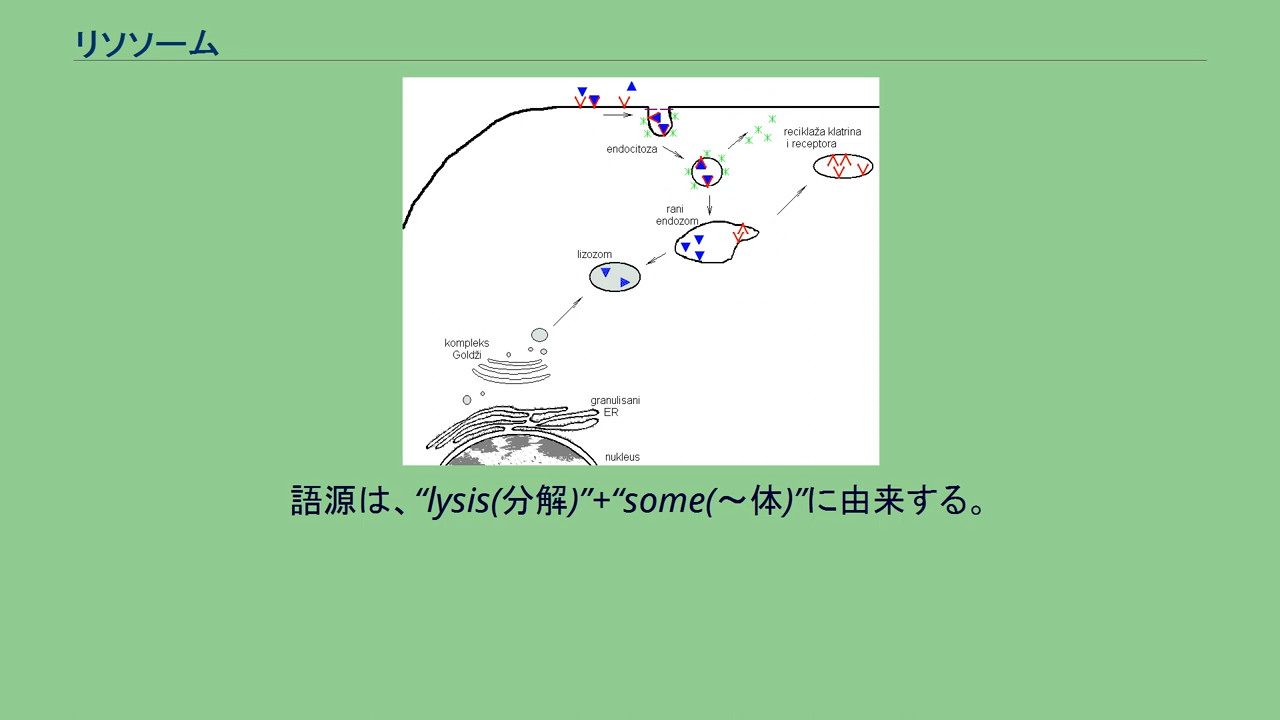 リソソーム
endocitoza
reciklaža klatrina
i receptora
rani
endozom
lizozom
kompleks
Goldži
granulisani
ER
nukleus
語源は、“lysis(分解)”+“some(～体)”に由来する。